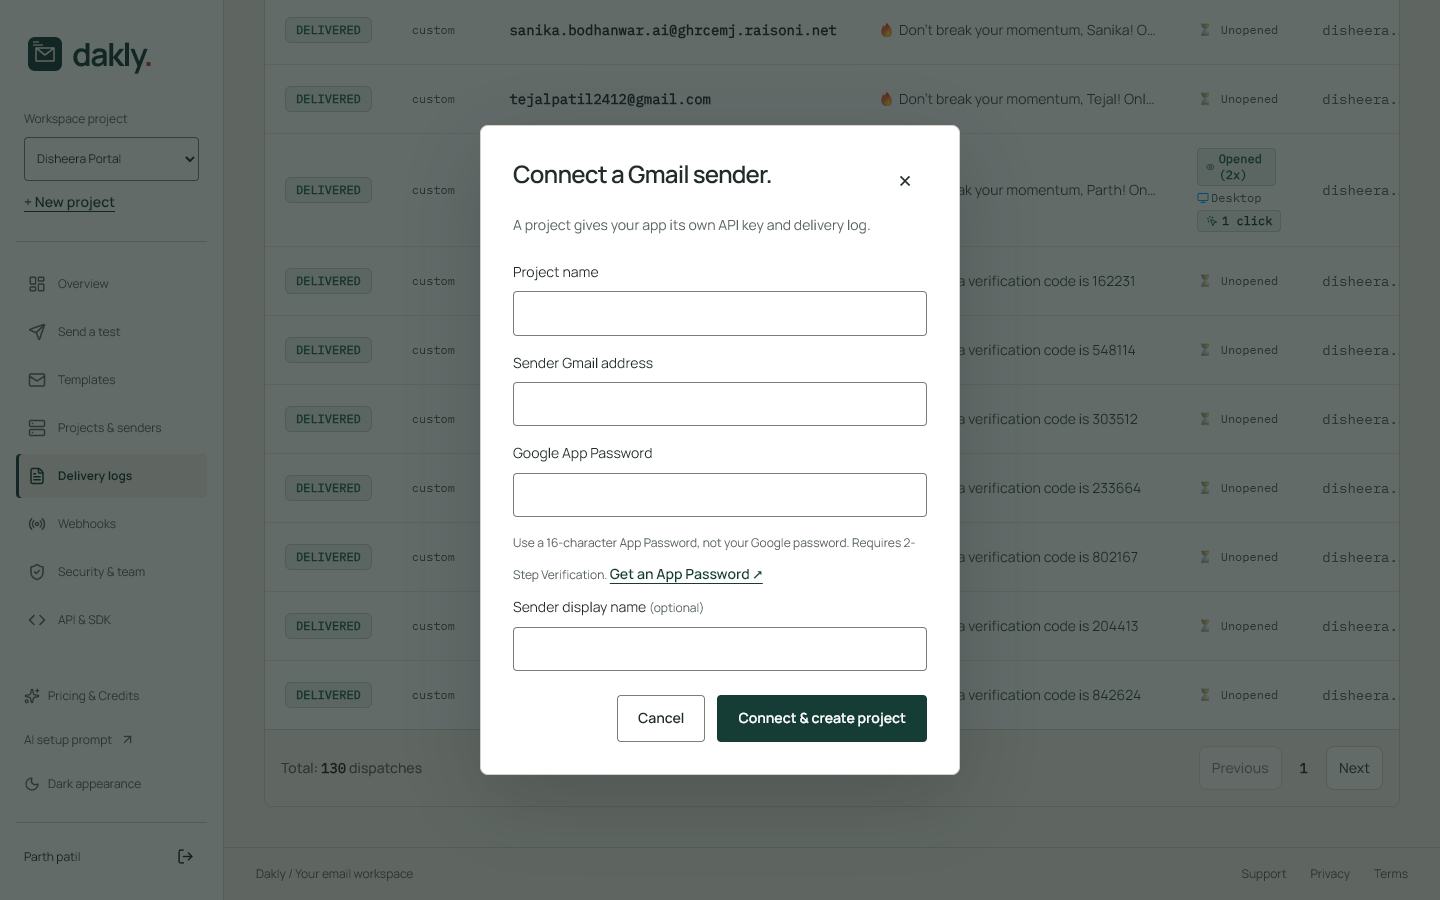 dakly.
Workspace project
Disheera Portal
+ New project
Overview
Send a test
Templates
Projects & senders
Delivery logs
Webhooks
Security & team
API & SDK
Pricing & Credits
AI setup prompt ↗
Dark appearance
Parth patil
DELIVERED custom sanika.bodhanwar.ai@ghrcemj.raisoni.net 🔥 Don't break your momentum, Sanika! O... ⏳ Unopened disheera.
DELIVERED custom tejalpatil2412@gmail.com 🔥 Don't break your momentum, Tejal! Onl... ⏳ Unopened disheera.
DELIVERED custom ak your momentum, Parth! On... Opened (2x) Desktop 1 click disheera.
DELIVERED custom a verification code is 162231 ⏳ Unopened disheera.
DELIVERED custom a verification code is 548114 ⏳ Unopened disheera.
DELIVERED custom a verification code is 303512 ⏳ Unopened disheera.
DELIVERED custom a verification code is 233664 ⏳ Unopened disheera.
DELIVERED custom a verification code is 802167 ⏳ Unopened disheera.
DELIVERED custom a verification code is 204413 ⏳ Unopened disheera.
DELIVERED custom a verification code is 842624 ⏳ Unopened disheera.
Total: 130 dispatches
Previous 1 Next
Connect a Gmail sender.
×
A project gives your app its own API key and delivery log.
Project name
Sender Gmail address
Google App Password
Use a 16-character App Password, not your Google password. Requires 2-
Step Verification. Get an App Password ↗
Sender display name (optional)
Cancel
Connect & create project
Dakly / Your email workspace
Support Privacy Terms